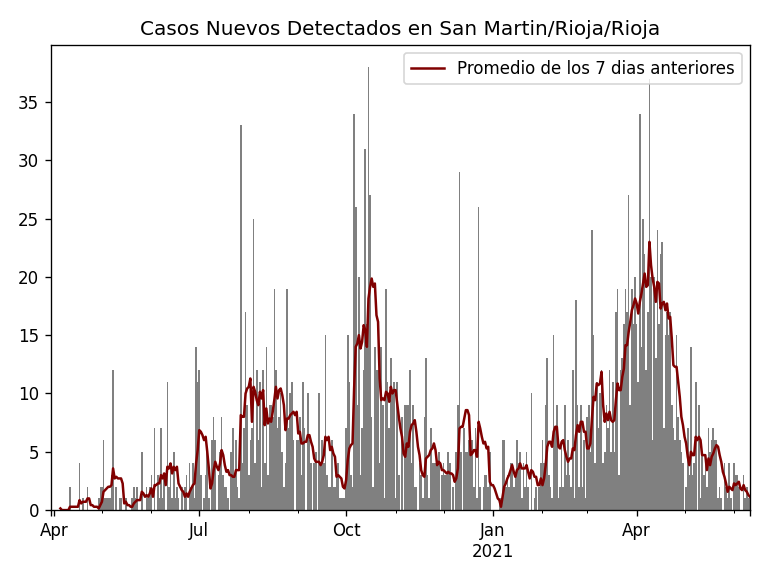 Casos Nuevos Detectados en San Martin/Rioja/Rioja
Promedio de los 7 dias anteriores
35
30
25
20
15
10
5
0
Apr
Jul
Oct
Jan
2021
Apr